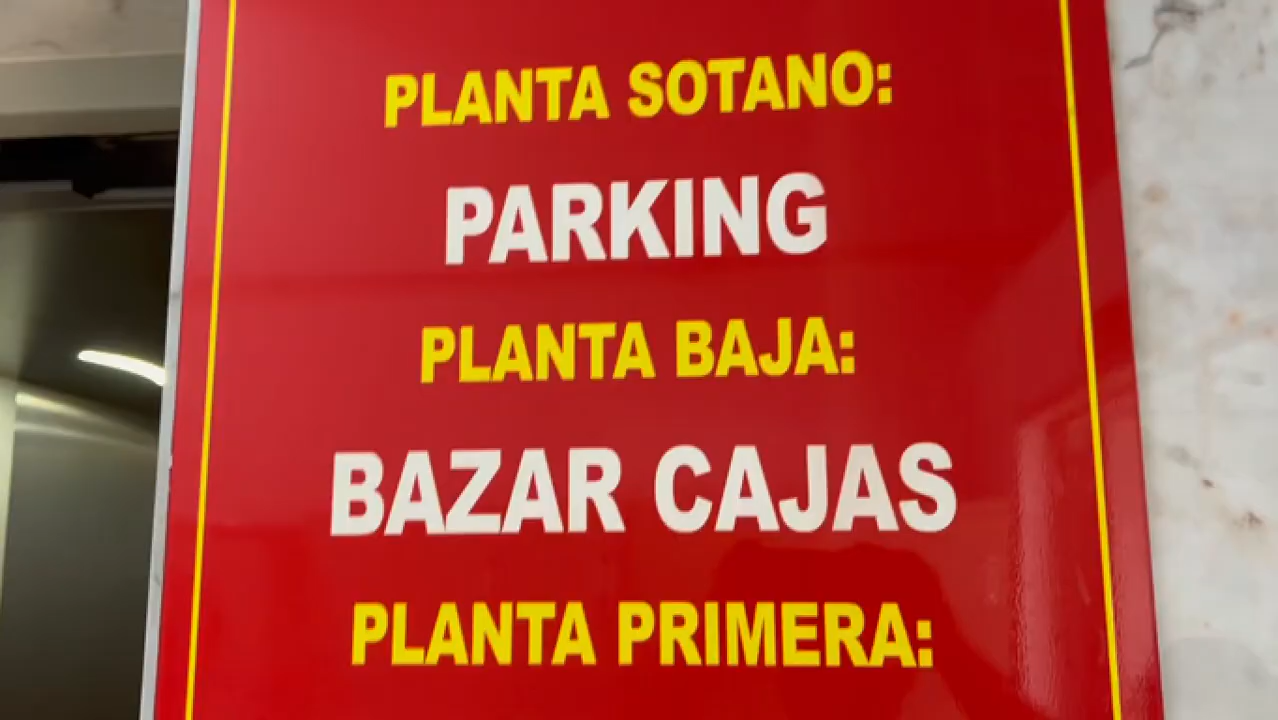 PLANTA SOTANO:
PARKING
PLANTA BAJA:
BAZAR CAJAS
PLANTA PRIMERA: